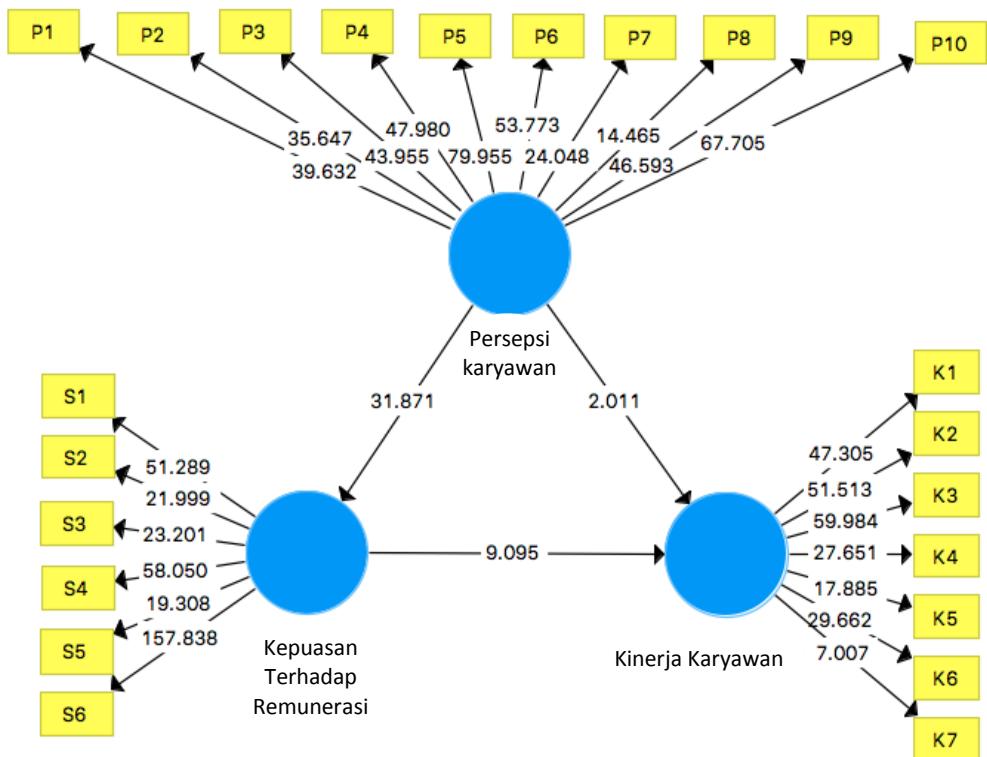 P1
P2
P3
P4
P5
P6
P7
P8
P9
P10
39.632
35.647
43.955
47.980
79.955
53.773
24.048
14.465
46.593
67.705
Persepsi
karyawan
31.871
2.011
S1
S2
S3
S4
S5
S6
51.289
21.999
23.201
58.050
19.308
157.838
Kepuasan
Terhadap
Remunerasi
9.095
Kinerja Karyawan
47.305
51.513
59.984
27.651
17.885
29.662
7.007
K1
K2
K3
K4
K5
K6
K7